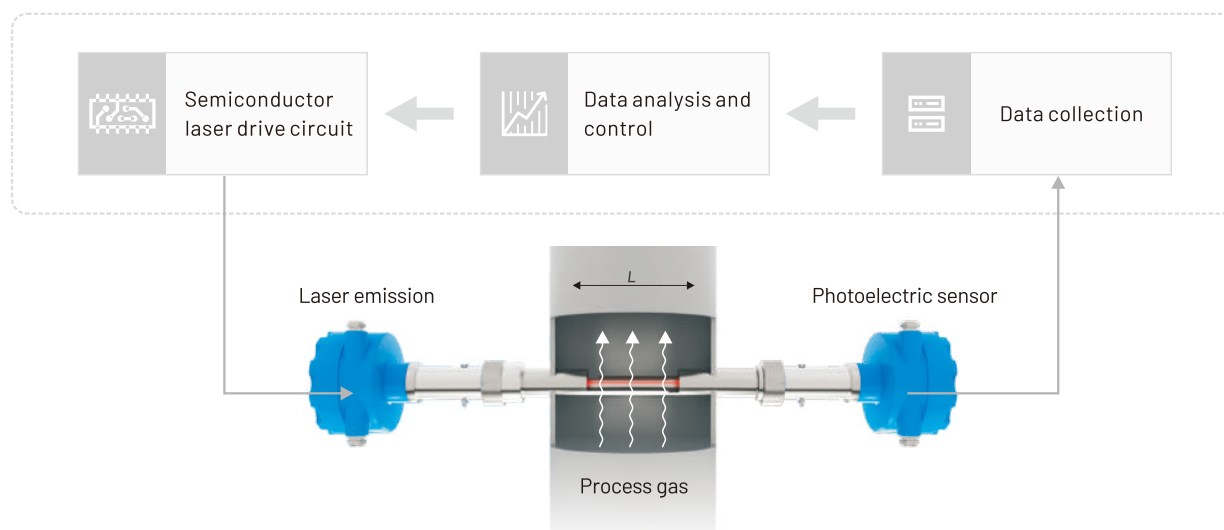 Semiconductor
laser drive circuit
Data analysis and
control
Data collection
L
Laser emission
Photoelectric sensor
Process gas